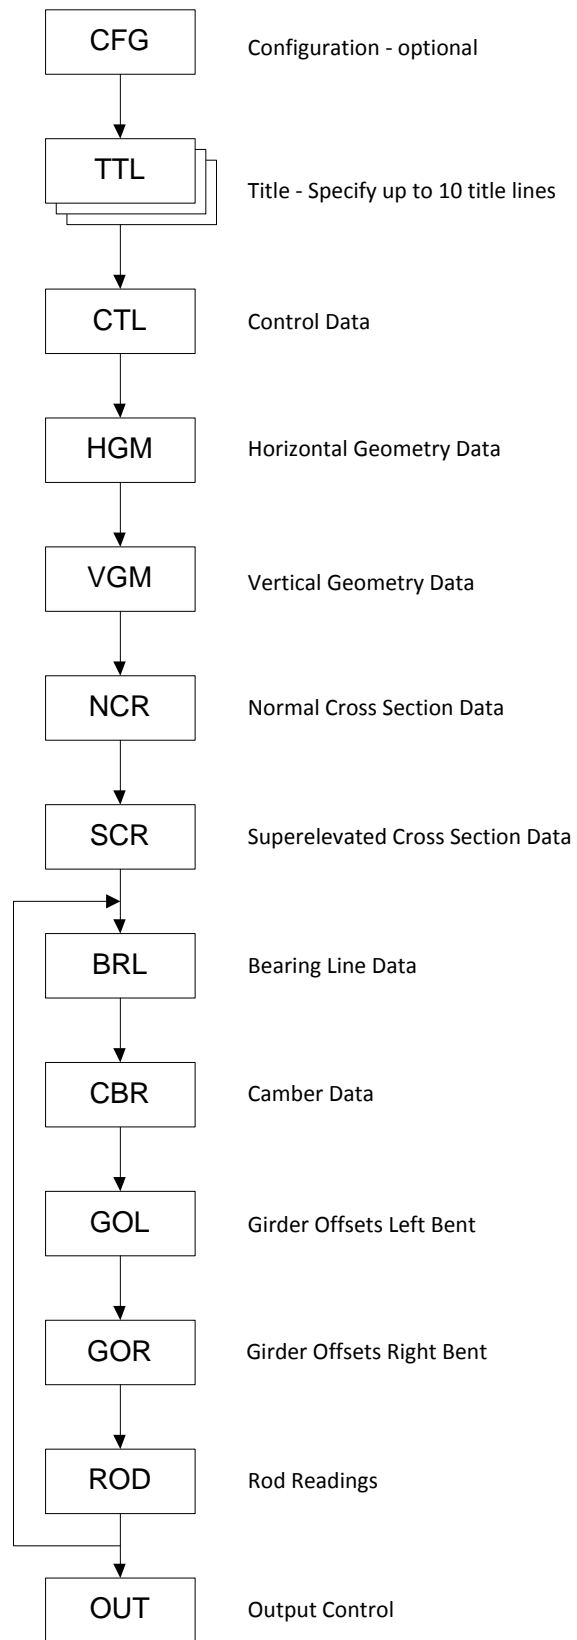 CFG
Configuration - optional
TTL
Title - Specify up to 10 title lines
CTL
Control Data
HGM
Horizontal Geometry Data
VGM
Vertical Geometry Data
NCR
Normal Cross Section Data
SCR
Superelevated Cross Section Data
BRL
Bearing Line Data
CBR
Camber Data
GOL
Girder Offsets Left Bent
GOR
Girder Offsets Right Bent
ROD
Rod Readings
OUT
Output Control